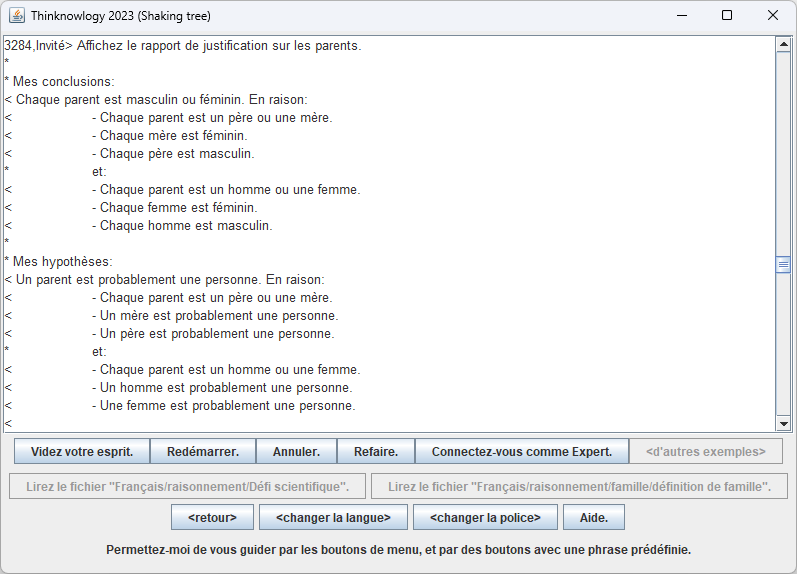 Thinknowlogy 2023 (Shaking tree)
3284,Invité> Affichez le rapport de justification sur les parents.
*
* Mes conclusions:
< Chaque parent est masculin ou féminin. En raison:
< - Chaque parent est un père ou une mère.
< - Chaque mère est féminin.
< - Chaque père est masculin.
* et:
< - Chaque parent est un homme ou une femme.
< - Chaque femme est féminin.
< - Chaque homme est masculin.
*
* Mes hypothèses:
< Un parent est probablement une personne. En raison:
< - Chaque parent est un père ou une mère.
< - Un mère est probablement une personne.
< - Un père est probablement une personne.
* et:
< - Chaque parent est un homme ou une femme.
< - Un homme est probablement une personne.
< - Une femme est probablement une personne.
<
Videz votre esprit. Redémarrer. Annuler. Refaire. Connectez-vous comme Expert. <d'autres exemples>
Lirez le fichier "Français/raisonnement/Défi scientifique". Lirez le fichier "Français/raisonnement/famille/définition de famille".
<retour> <changer la langue> <changer la police> Aide.
Permettez-moi de vous guider par les boutons de menu, et par des boutons avec une phrase prédéfinie.